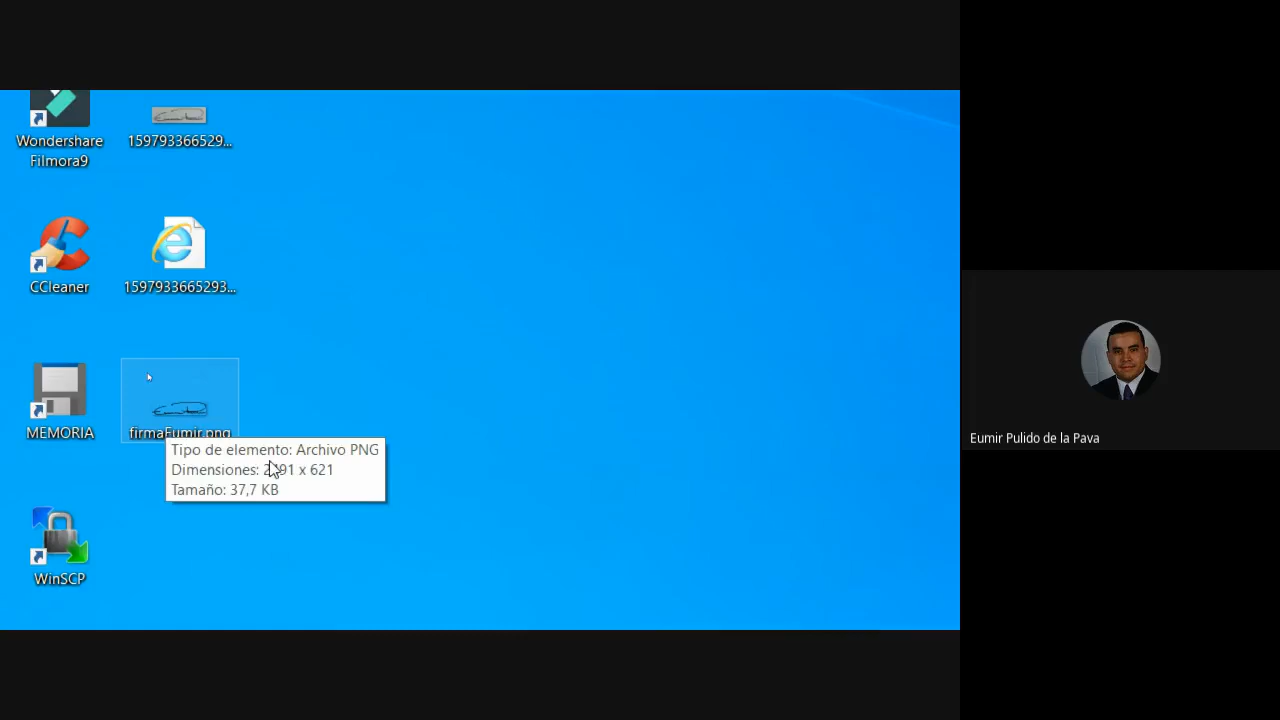 Wondershare
Filmora9
159793366529...
CCleaner
1597933665293...
MEMORIA
firmaEumir.png
Tipo de elemento: Archivo PNG
Dimensiones: x 621
Tamaño: 37,7 KB
WinSCP
Eumir Pulido de la Pava